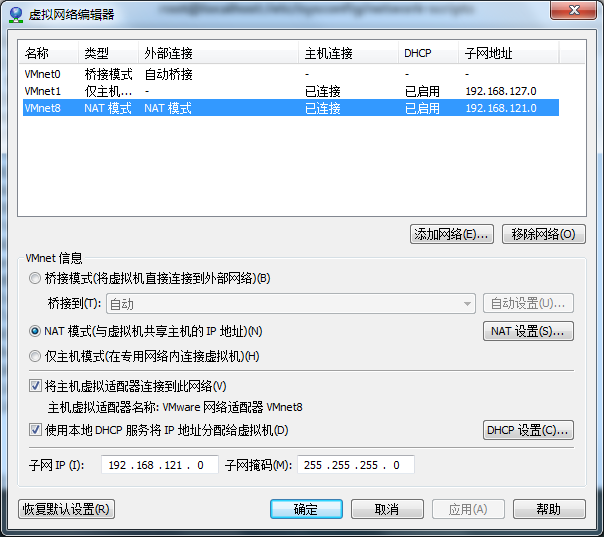 虚拟网络编辑器
名称 类型 外部连接 主机连接 DHCP 子网地址
VMnet0 桥接模式 自动桥接 - - -
VMnet1 仅主机... - 已连接 已启用 192.168.127.0
VMnet8 NAT 模式 NAT 模式 已连接 已启用 192.168.121.0
添加网络(E)... 移除网络(O)
VMnet 信息
桥接模式(将虚拟机直接连接到外部网络)(B)
桥接到(T): 自动 自动设置(U)...
NAT 模式(与虚拟机共享主机的 IP 地址)(N) NAT 设置(S)...
仅主机模式(在专用网络内连接虚拟机)(H)
将主机虚拟适配器连接到此网络(V)
主机虚拟适配器名称: VMware 网络适配器 VMnet8
使用本地 DHCP 服务将 IP 地址分配给虚拟机(D) DHCP 设置(C)...
子网 IP (I): 192 . 168 . 121 . 0 子网掩码(M): 255 . 255 . 255 . 0
恢复默认设置(R) 确定 取消 应用(A) 帮助